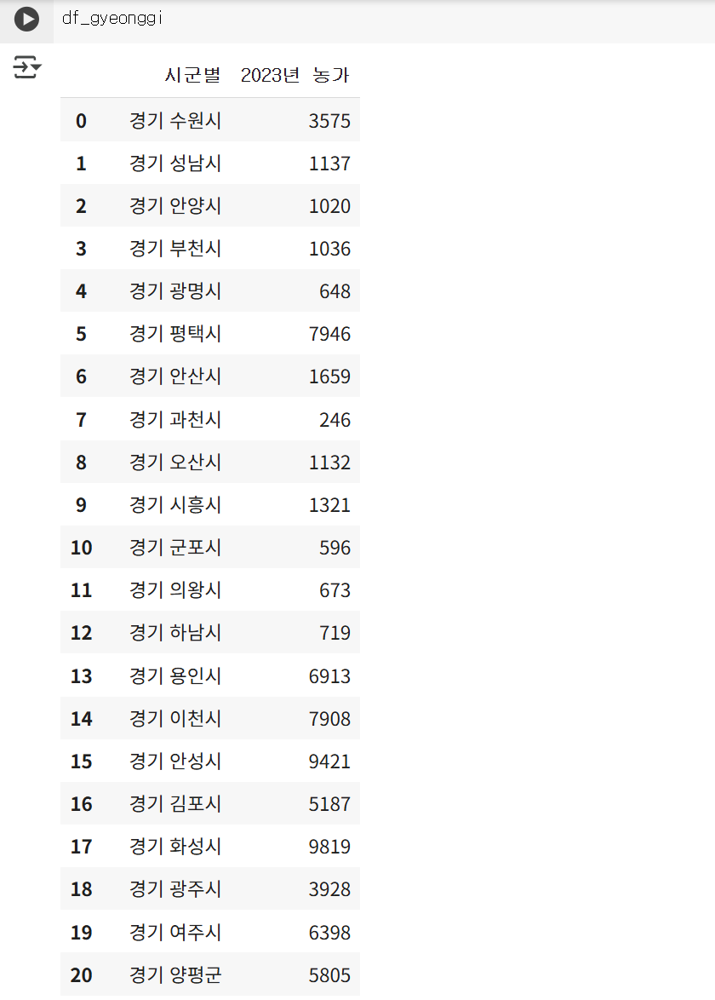 df_gyeonggi
시군별 2023년 농가
0 경기 수원시 3575
1 경기 성남시 1137
2 경기 안양시 1020
3 경기 부천시 1036
4 경기 광명시 648
5 경기 평택시 7946
6 경기 안산시 1659
7 경기 과천시 246
8 경기 오산시 1132
9 경기 시흥시 1321
10 경기 군포시 596
11 경기 의왕시 673
12 경기 하남시 719
13 경기 용인시 6913
14 경기 이천시 7908
15 경기 안성시 9421
16 경기 김포시 5187
17 경기 화성시 9819
18 경기 광주시 3928
19 경기 여주시 6398
20 경기 양평군 5805